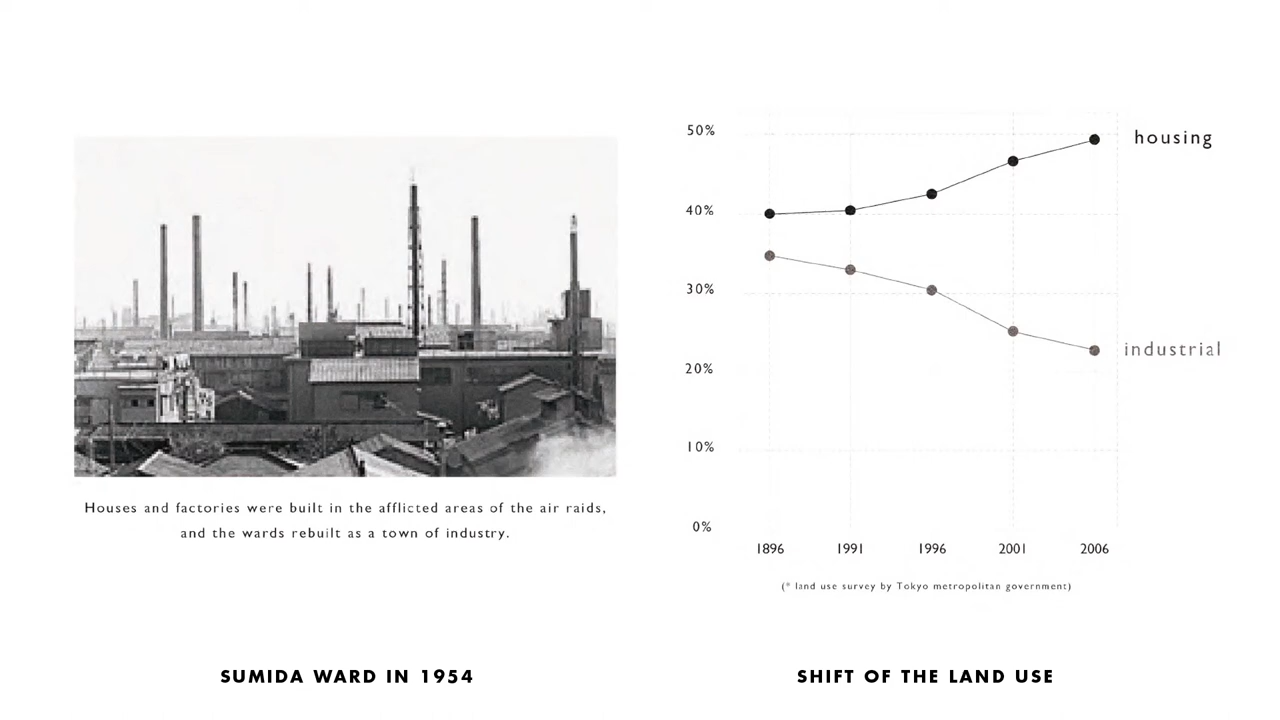 Houses and factories were built in the afflicted areas of the air raids,
and the wards rebuilt as a town of industry.
SUMIDA WARD IN 1954
50%
40%
30%
20%
10%
0%
housing
industrial
1896 1991 1996 2001 2006
(* land use survey by Tokyo metropolitan government)
SHIFT OF THE LAND USE